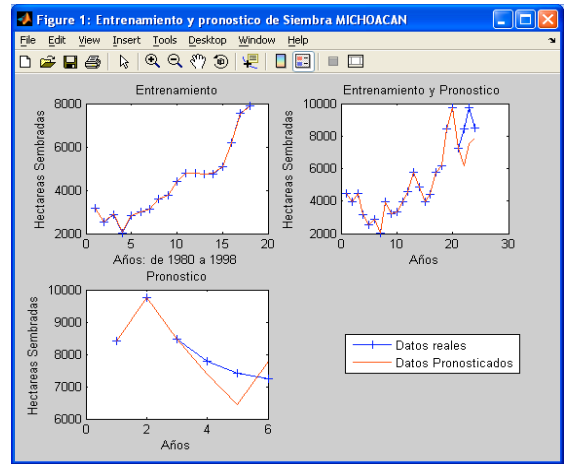 Figure 1: Entrenamiento y pronostico de Siembra MICHOACAN
File Edit View Insert Tools Desktop Window Help
Entrenamiento
Hectareas Sembradas
8000
6000
4000
2000
0 5 10 15 20
Años: de 1980 a 1998
Entrenamiento y Pronostico
Hectareas Sembradas
10000
8000
6000
4000
2000
0 10 20 30
Años
Pronostico
Hectareas Sembradas
10000
9000
8000
7000
6000
0 2 4 6
Años
Datos reales
Datos Pronosticados